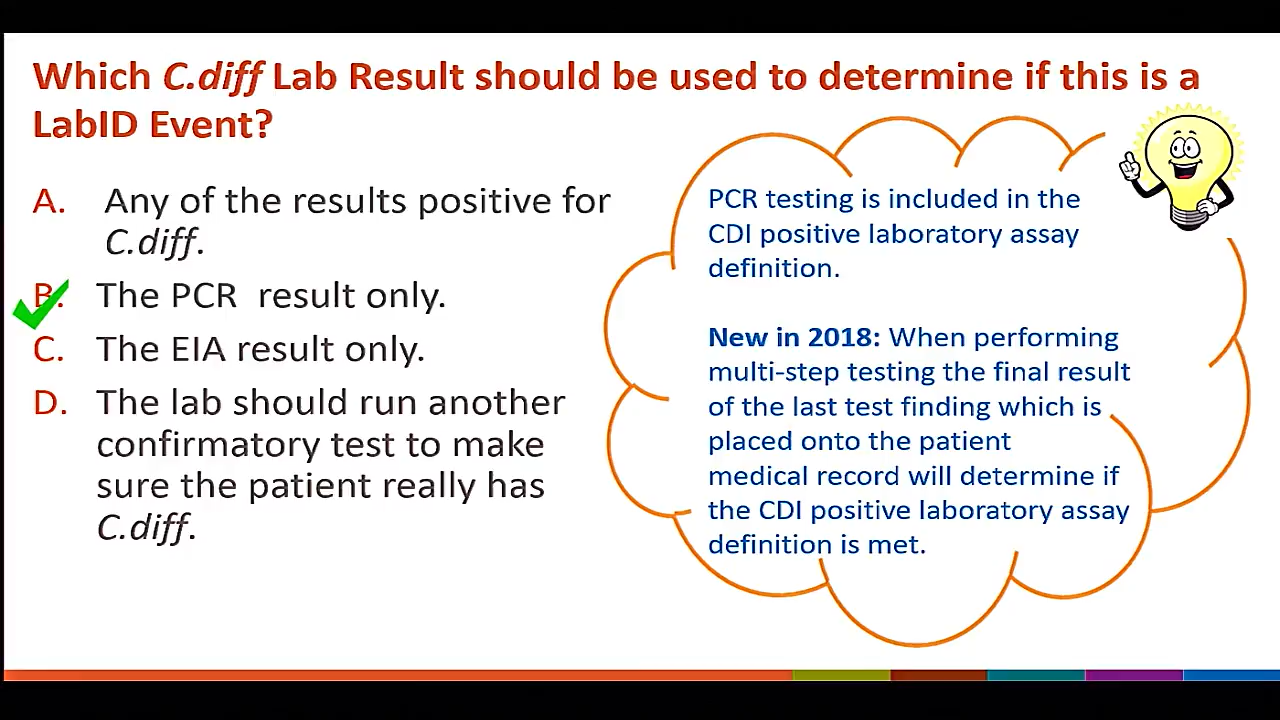 Which C.diff Lab Result should be used to determine if this is a
LabID Event?
A. Any of the results positive for
C.diff.
B. The PCR result only.
C. The EIA result only.
D. The lab should run another
confirmatory test to make
sure the patient really has
C.diff.
PCR testing is included in the
CDI positive laboratory assay
definition.
New in 2018: When performing
multi-step testing the final result
of the last test finding which is
placed onto the patient
medical record will determine if
the CDI positive laboratory assay
definition is met.